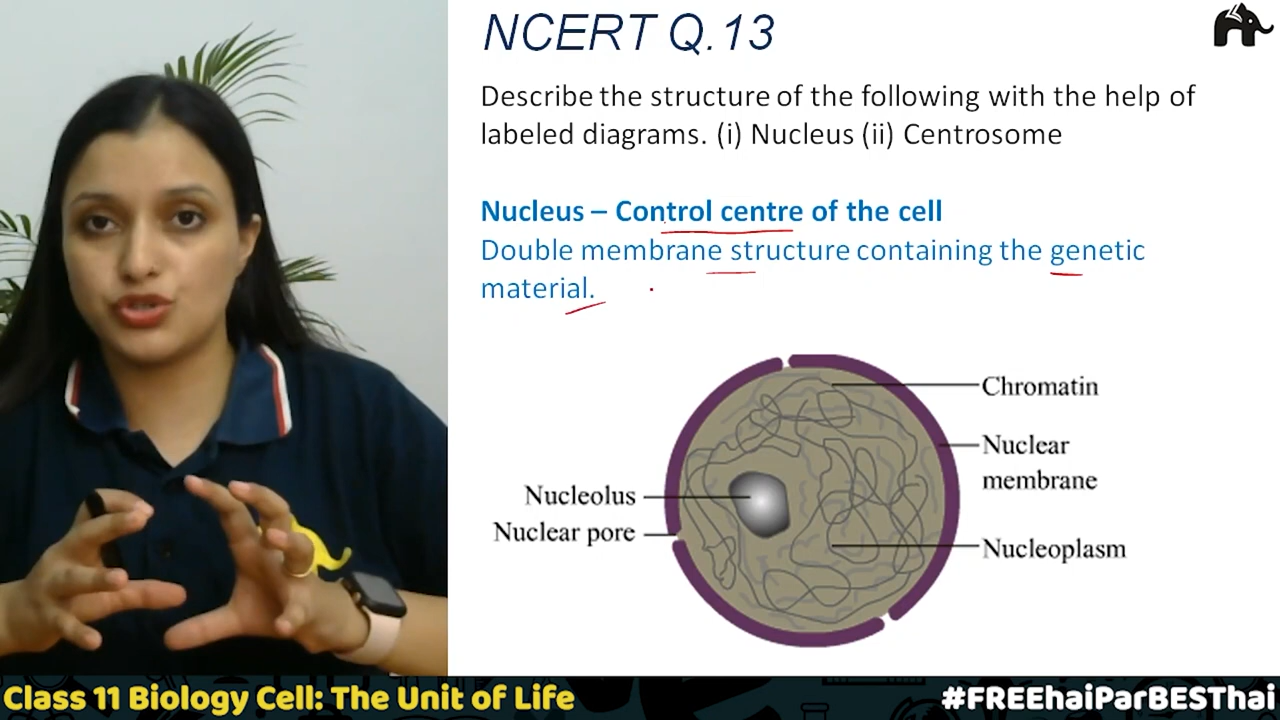 NCERT Q.13
Describe the structure of the following with the help of
labeled diagrams. (i) Nucleus (ii) Centrosome
Nucleus – Control centre of the cell
Double membrane structure containing the genetic
material.
Chromatin
Nuclear
membrane
Nucleolus
Nuclear pore
Nucleoplasm
Class 11 Biology Cell: The Unit of Life
#FREEhaiParBESThai